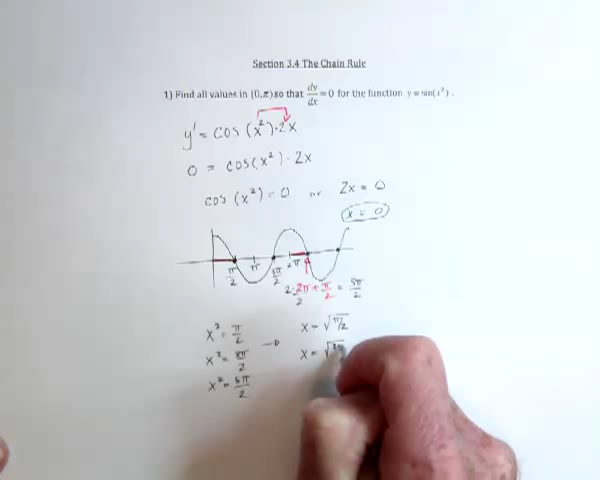 Section 3.4 The Chain Rule
1) Find all values in [0,π) so that dy/dx = 0 for the function y = sin(x²).
y' = cos(x²)·2x
0 = cos(x²)·2x
cos(x²) = 0 or 2x = 0
x = 0
π/2 π 3π/2 2π
2·2π/2 + π/2 = 5π/2
x² = π/2 → x = √(π/2)
x² = 3π/2 x = √
x² = 5π/2